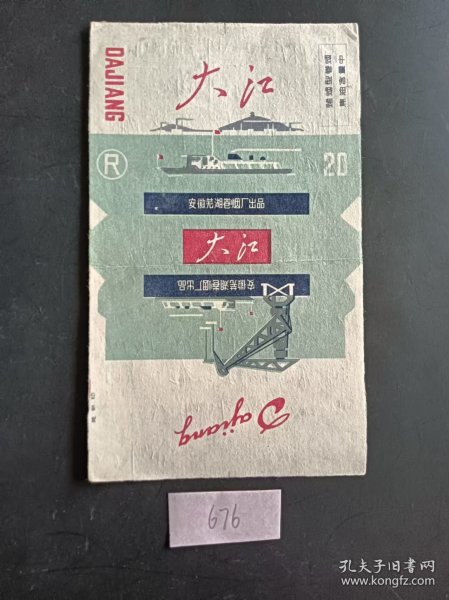 DAJIANG
大江
R
20
安徽芜湖卷烟厂出品
大江
安徽芜湖卷烟厂出品
Dajiang
676
孔夫子旧书网
www.kongfz.com